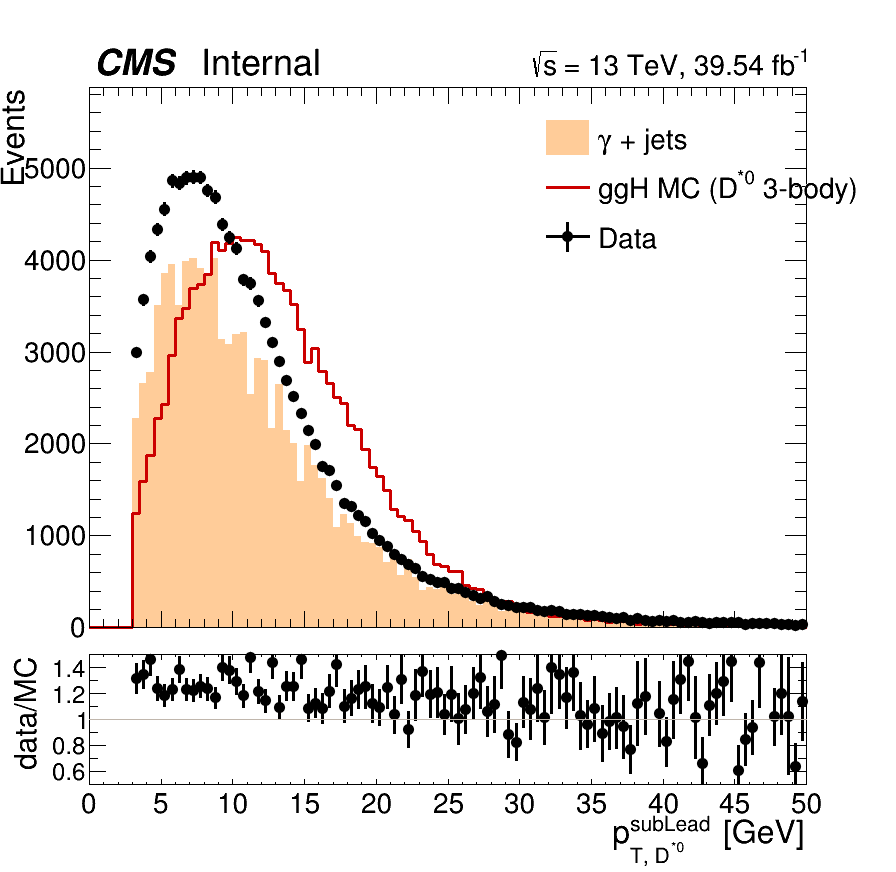 CMS Internal √s = 13 TeV, 39.54 fb⁻¹
Events
5000
4000
3000
2000
1000
0
γ + jets
ggH MC (D*⁰ 3-body)
Data
data/MC
1.4
1.2
1
0.8
0.6
0 5 10 15 20 25 30 35 40 45 50
p^subLead_T, D*⁰ [GeV]